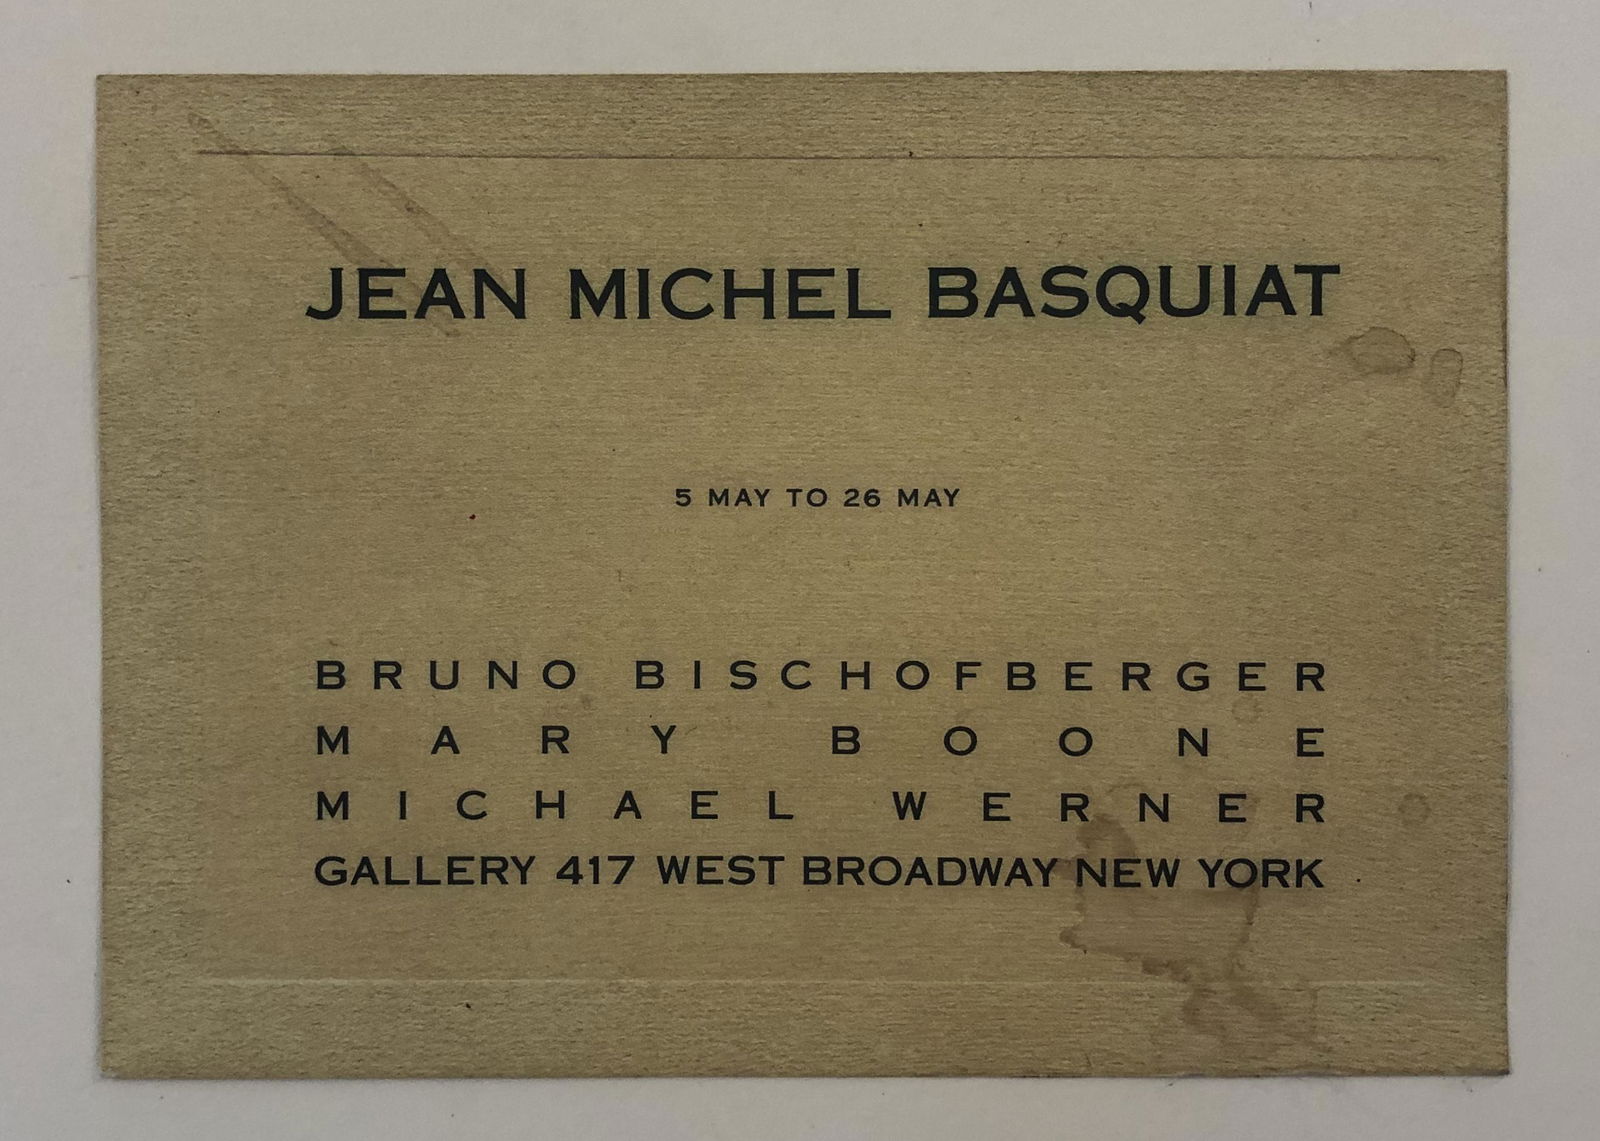 JEAN MICHEL BASQUIAT
5 MAY TO 26 MAY
BRUNO BISCHOFBERGER
MARY BOONE
MICHAEL WERNER
GALLERY 417 WEST BROADWAY NEW YORK